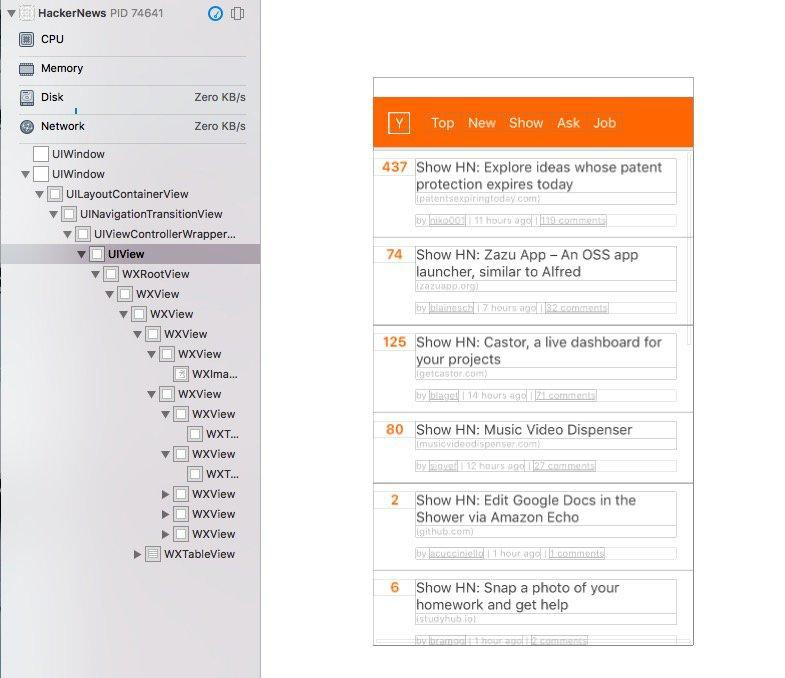 HackerNews PID 74641
CPU
Memory
Disk Zero KB/s
Network Zero KB/s
UIWindow
UIWindow
UILayoutContainerView
UINavigationTransitionView
UIViewControllerWrapper...
UIView
WXRootView
WXView
WXView
WXView
WXView
WXIma...
WXView
WXView
WXT...
WXView
WXT...
WXView
WXView
WXView
WXTableView
Y Top New Show Ask Job
437 Show HN: Explore ideas whose patent
protection expires today
(patentsexpiringtoday.com)
by niko001 | 11 hours ago | 119 comments
74 Show HN: Zazu App – An OSS app
launcher, similar to Alfred
(zazuapp.org)
by blainesch | 7 hours ago | 32 comments
125 Show HN: Castor, a live dashboard for
your projects
(getcastor.com)
by blaget | 14 hours ago | 71 comments
80 Show HN: Music Video Dispenser
(musicvideodispenser.com)
by | 12 hours ago | 27 comments
2 Show HN: Edit Google Docs in the
Shower via Amazon Echo
(github.com)
by acucciniello | 1 hour ago | 1 comments
6 Show HN: Snap a photo of your
homework and get help
(studyhub.io)
by | 1 hour ago | 2 comments